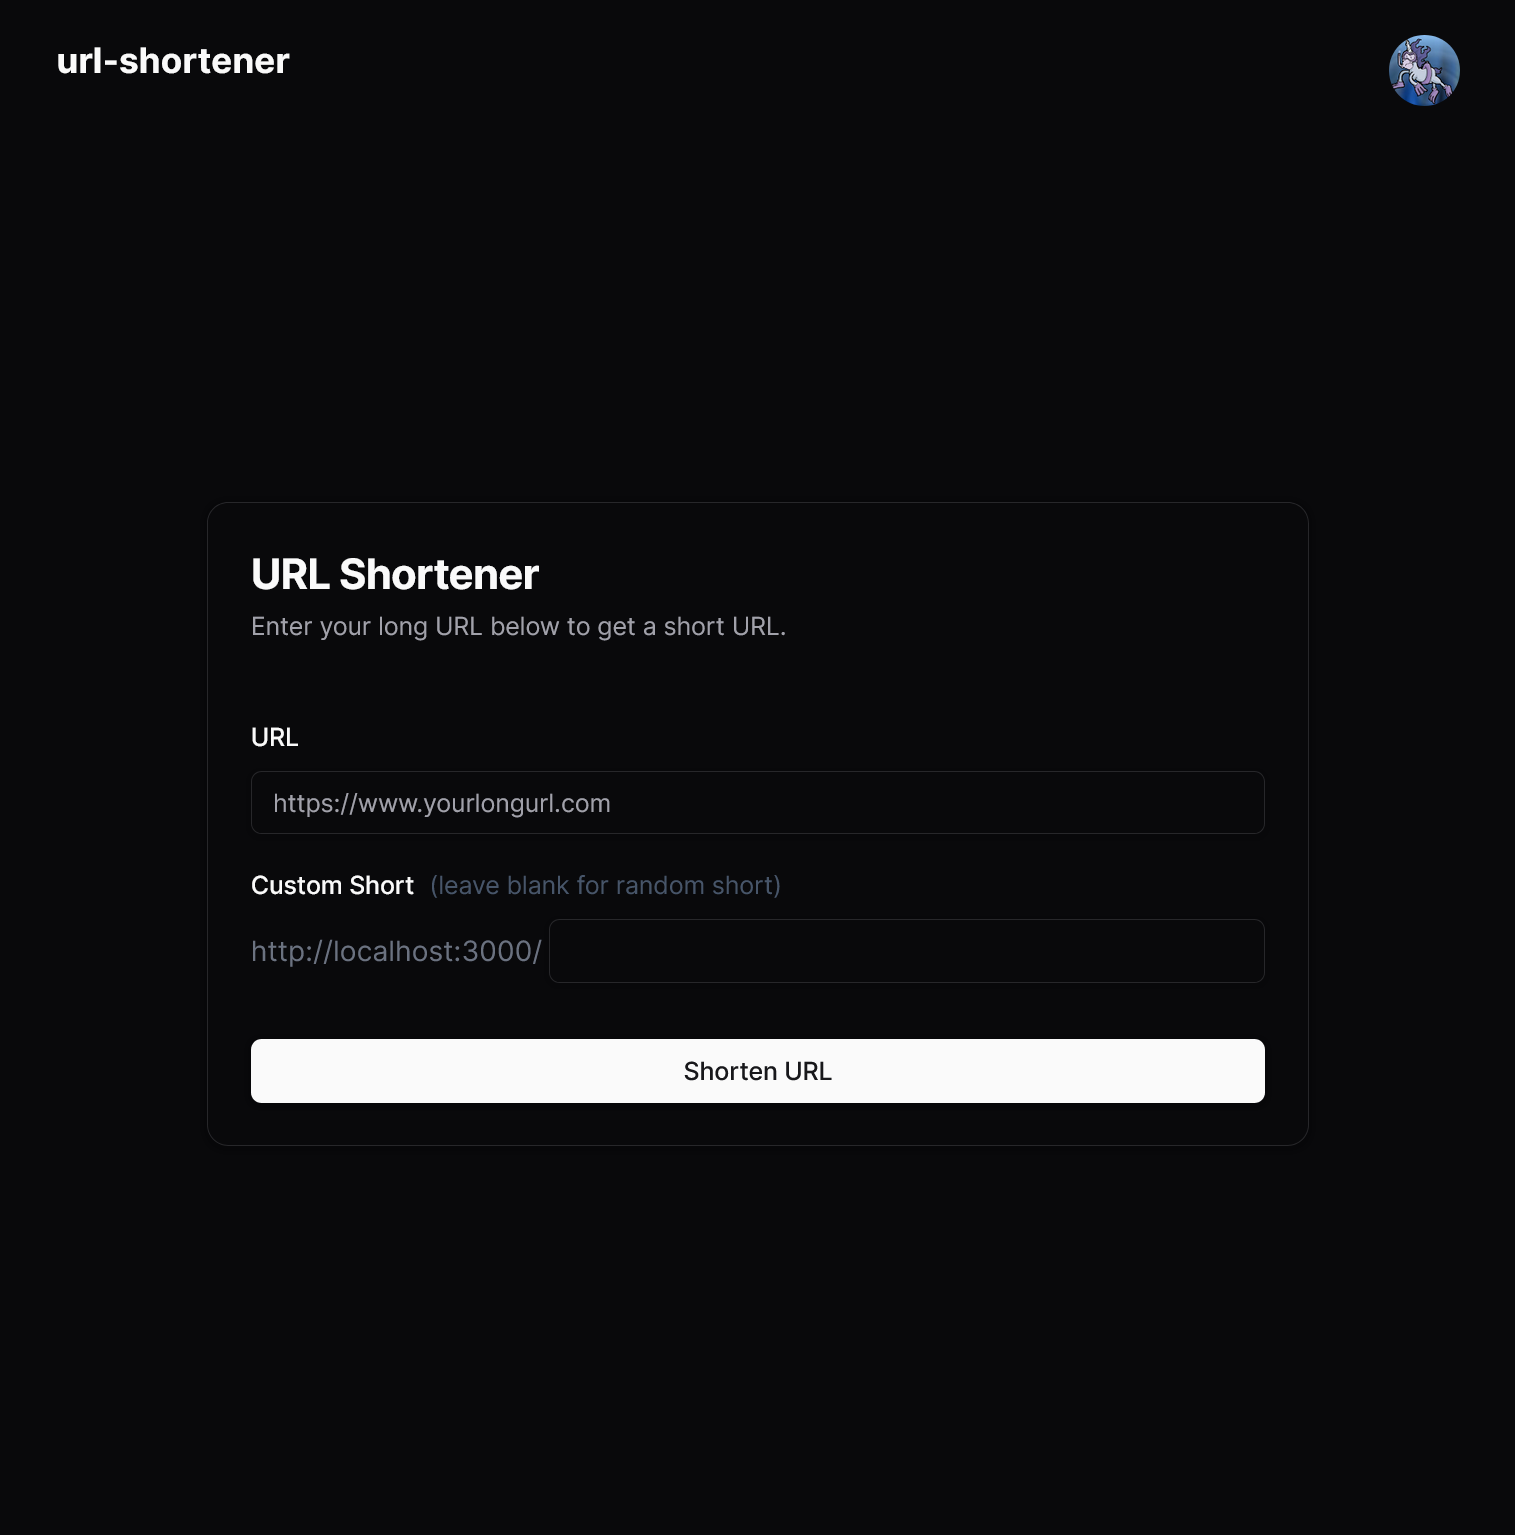 url-shortener
URL Shortener
Enter your long URL below to get a short URL.
URL
https://www.yourlongurl.com
Custom Short (leave blank for random short)
http://localhost:3000/
Shorten URL